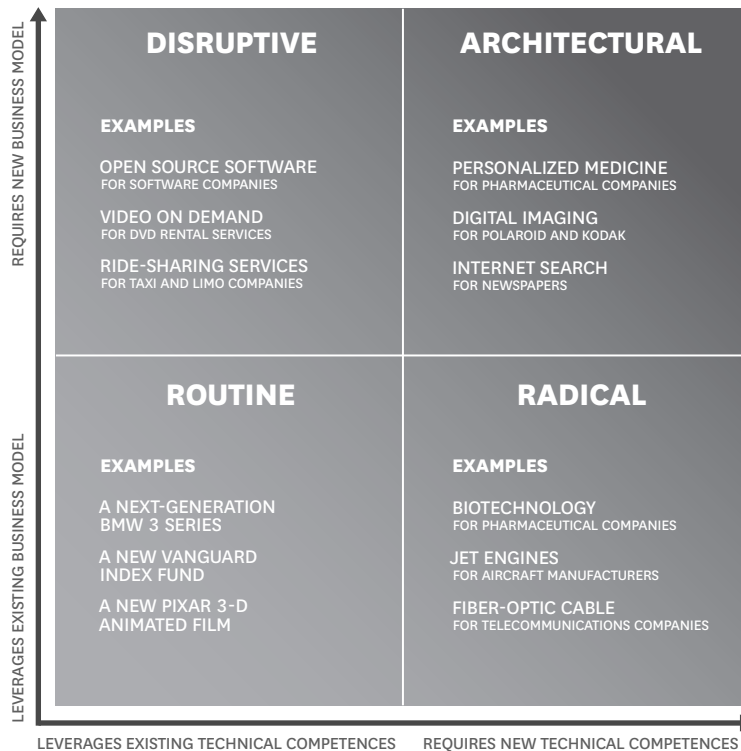 REQUIRES NEW BUSINESS MODEL
LEVERAGES EXISTING BUSINESS MODEL
DISRUPTIVE
EXAMPLES
OPEN SOURCE SOFTWARE
FOR SOFTWARE COMPANIES
VIDEO ON DEMAND
FOR DVD RENTAL SERVICES
RIDE-SHARING SERVICES
FOR TAXI AND LIMO COMPANIES
ARCHITECTURAL
EXAMPLES
PERSONALIZED MEDICINE
FOR PHARMACEUTICAL COMPANIES
DIGITAL IMAGING
FOR POLAROID AND KODAK
INTERNET SEARCH
FOR NEWSPAPERS
ROUTINE
EXAMPLES
A NEXT-GENERATION
BMW 3 SERIES
A NEW VANGUARD
INDEX FUND
A NEW PIXAR 3-D
ANIMATED FILM
RADICAL
EXAMPLES
BIOTECHNOLOGY
FOR PHARMACEUTICAL COMPANIES
JET ENGINES
FOR AIRCRAFT MANUFACTURERS
FIBER-OPTIC CABLE
FOR TELECOMMUNICATIONS COMPANIES
LEVERAGES EXISTING TECHNICAL COMPETENCES
REQUIRES NEW TECHNICAL COMPETENCES